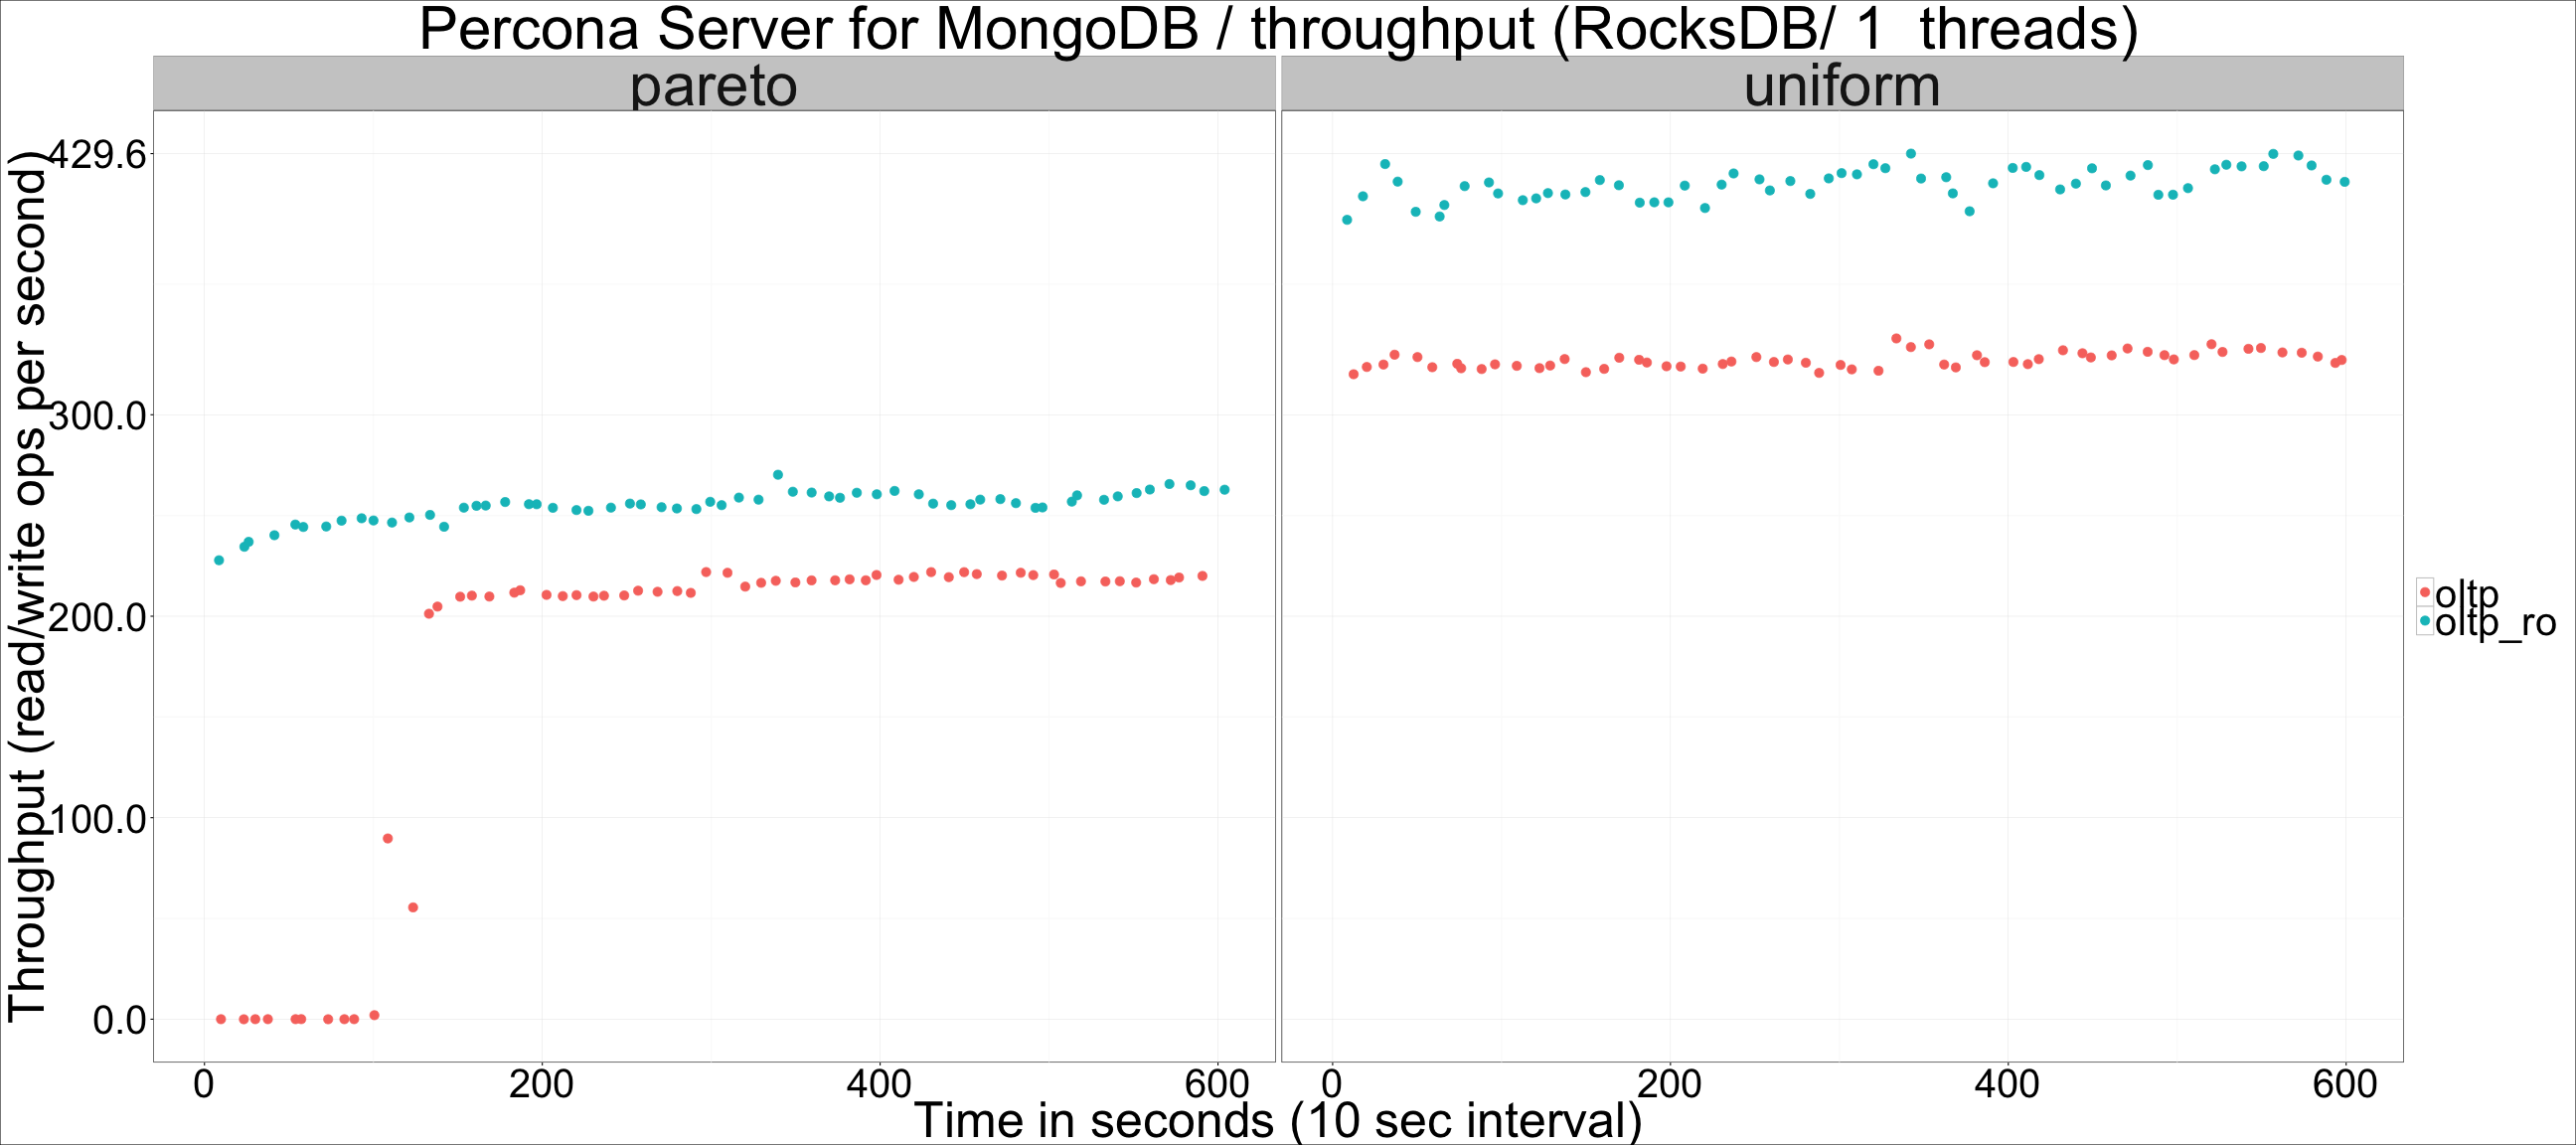 Percona Server for MongoDB / throughput (RocksDB/ 1  threads)
pareto
uniform
Throughput (read/write ops per second)
429.6
300.0
200.0
100.0
0.0
0 200 400 600
0 200 400 600
Time in seconds (10 sec interval)
oltp
oltp_ro